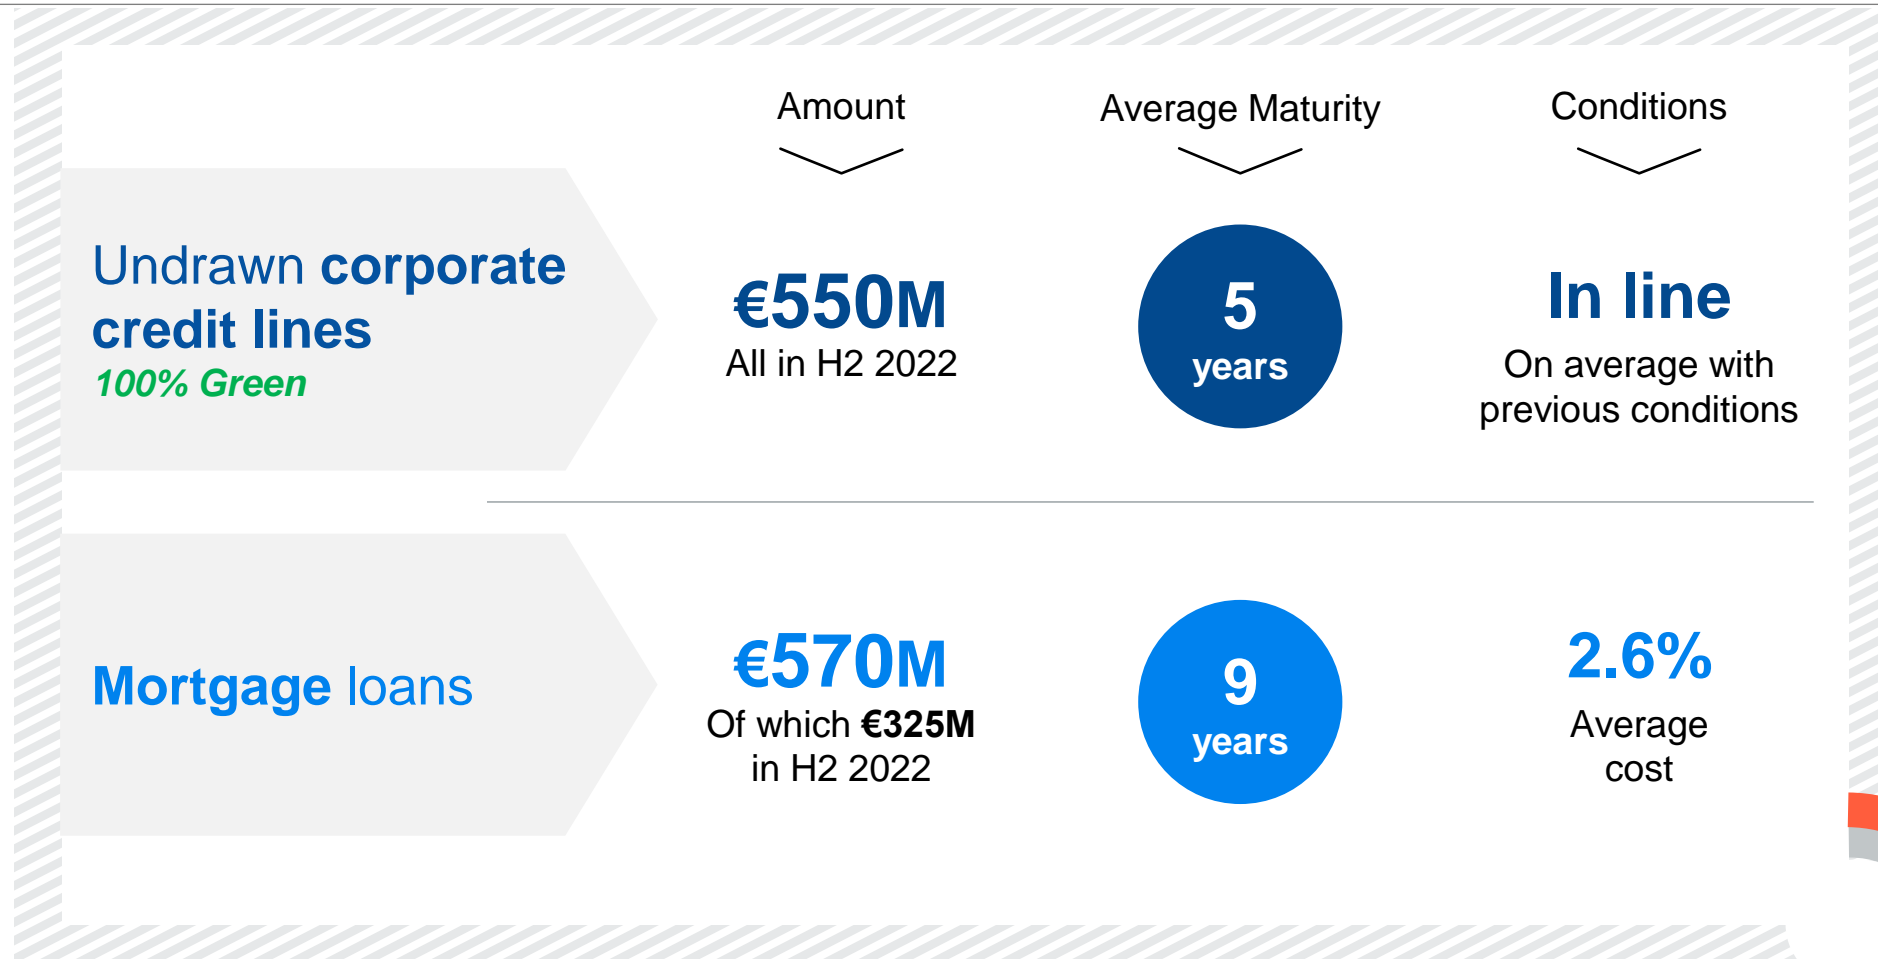 Amount
Average Maturity
Conditions
Undrawn corporate
credit lines
100% Green
€550M
All in H2 2022
5
years
In line
On average with
previous conditions
Mortgage loans
€570M
Of which €325M
in H2 2022
9
years
2.6%
Average
cost